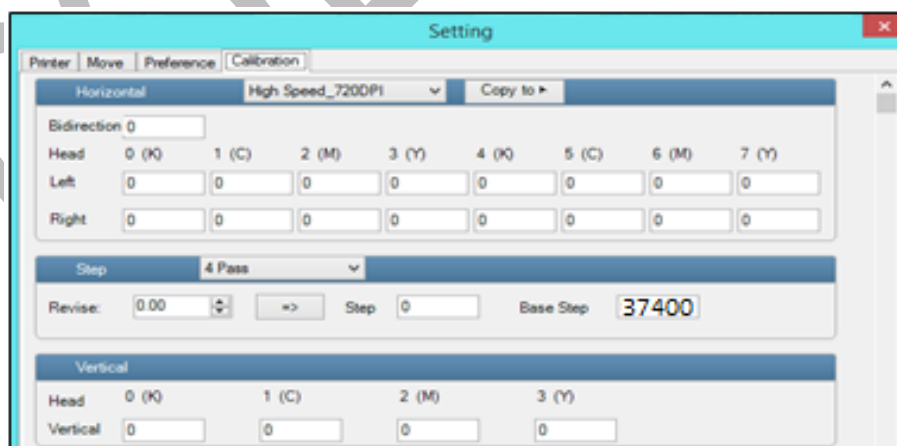 Setting
Printer Move Preference Calibration
Horizontal High Speed_720DPI Copy to
Bidirection 0
Head 0 (K) 1 (C) 2 (M) 3 (Y) 4 (K) 5 (C) 6 (M) 7 (Y)
Left 0 0 0 0 0 0 0 0
Right 0 0 0 0 0 0 0 0
Step 4 Pass
Revise: 0.00 => Step 0 Base Step 37400
Vertical
Head 0 (K) 1 (C) 2 (M) 3 (Y)
Vertical 0 0 0 0